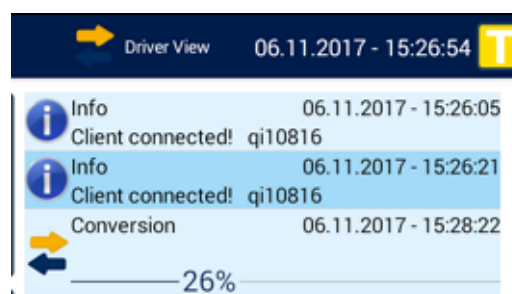 Driver View 06.11.2017 - 15:26:54 T
Info 06.11.2017 - 15:26:05
Client connected! qi10816
Info 06.11.2017 - 15:26:21
Client connected! qi10816
Conversion 06.11.2017 - 15:28:22
26%